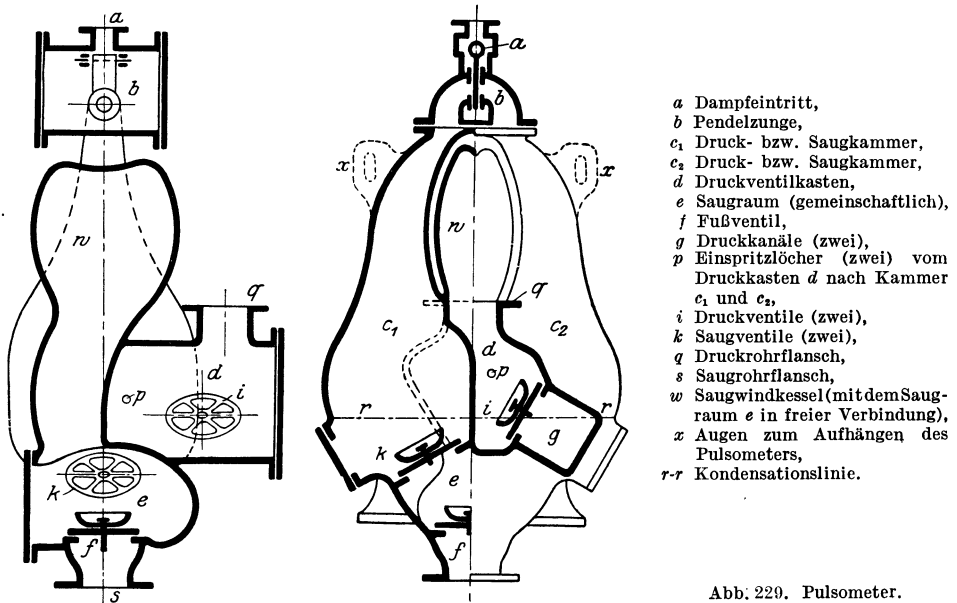 a
b
w
q
d
i
p
k
e
f
s
a
b
x
x
w
q
c₁
c₂
d
p
r
i
r
g
k
e
f
a Dampfeintritt,
b Pendelzunge,
c₁ Druck- bzw. Saugkammer,
c₂ Druck- bzw. Saugkammer,
d Druckventilkasten,
e Saugraum (gemeinschaftlich),
f Fußventil,
g Druckkanäle (zwei),
p Einspritzlöcher (zwei) vom
Druckkasten d nach Kammer
c₁ und c₂,
i Druckventile (zwei),
k Saugventile (zwei),
q Druckrohrflansch,
s Saugrohrflansch,
w Saugwindkessel (mit dem Saug-
raum e in freier Verbindung),
x Augen zum Aufhängen des
Pulsometers,
r-r Kondensationslinie.
Abb. 229. Pulsometer.